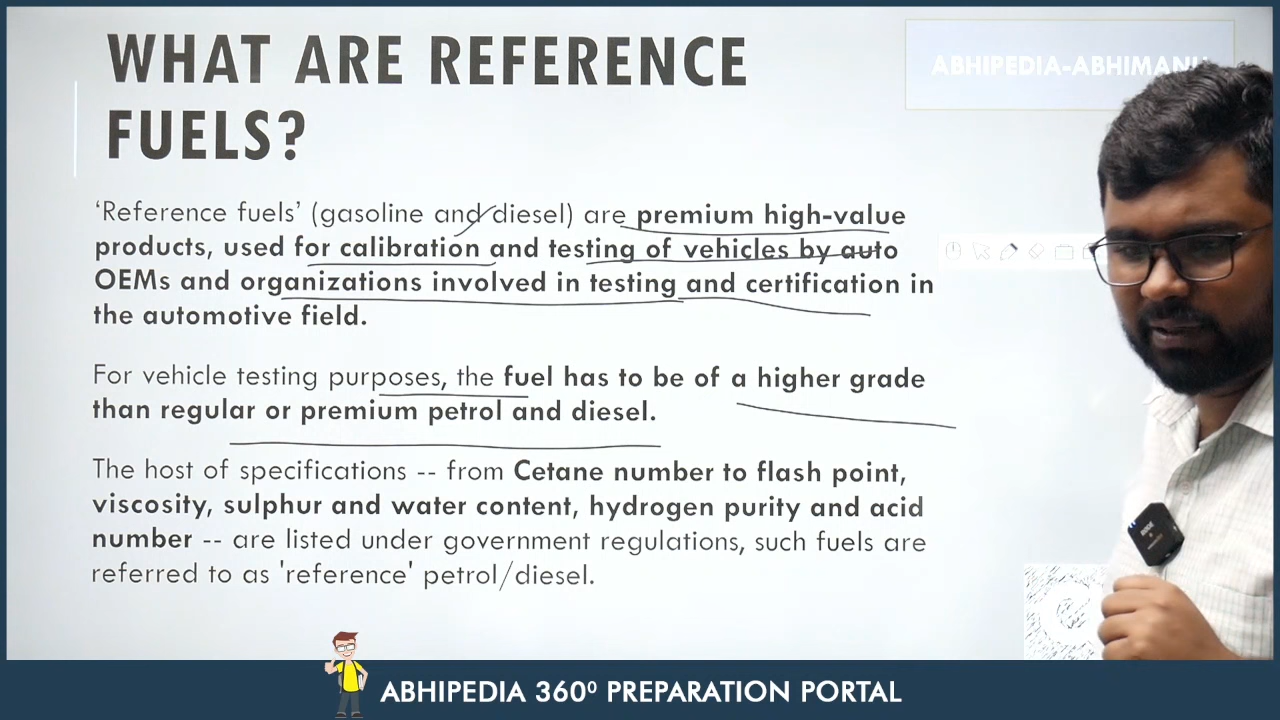 WHAT ARE REFERENCE
FUELS?
ABHIPEDIA-ABHIMANU
‘Reference fuels’ (gasoline and diesel) are premium high-value
products, used for calibration and testing of vehicles by auto
OEMs and organizations involved in testing and certification in
the automotive field.
For vehicle testing purposes, the fuel has to be of a higher grade
than regular or premium petrol and diesel.
The host of specifications -- from Cetane number to flash point,
viscosity, sulphur and water content, hydrogen purity and acid
number -- are listed under government regulations, such fuels are
referred to as 'reference' petrol/diesel.
ABHIPEDIA 360⁰ PREPARATION PORTAL